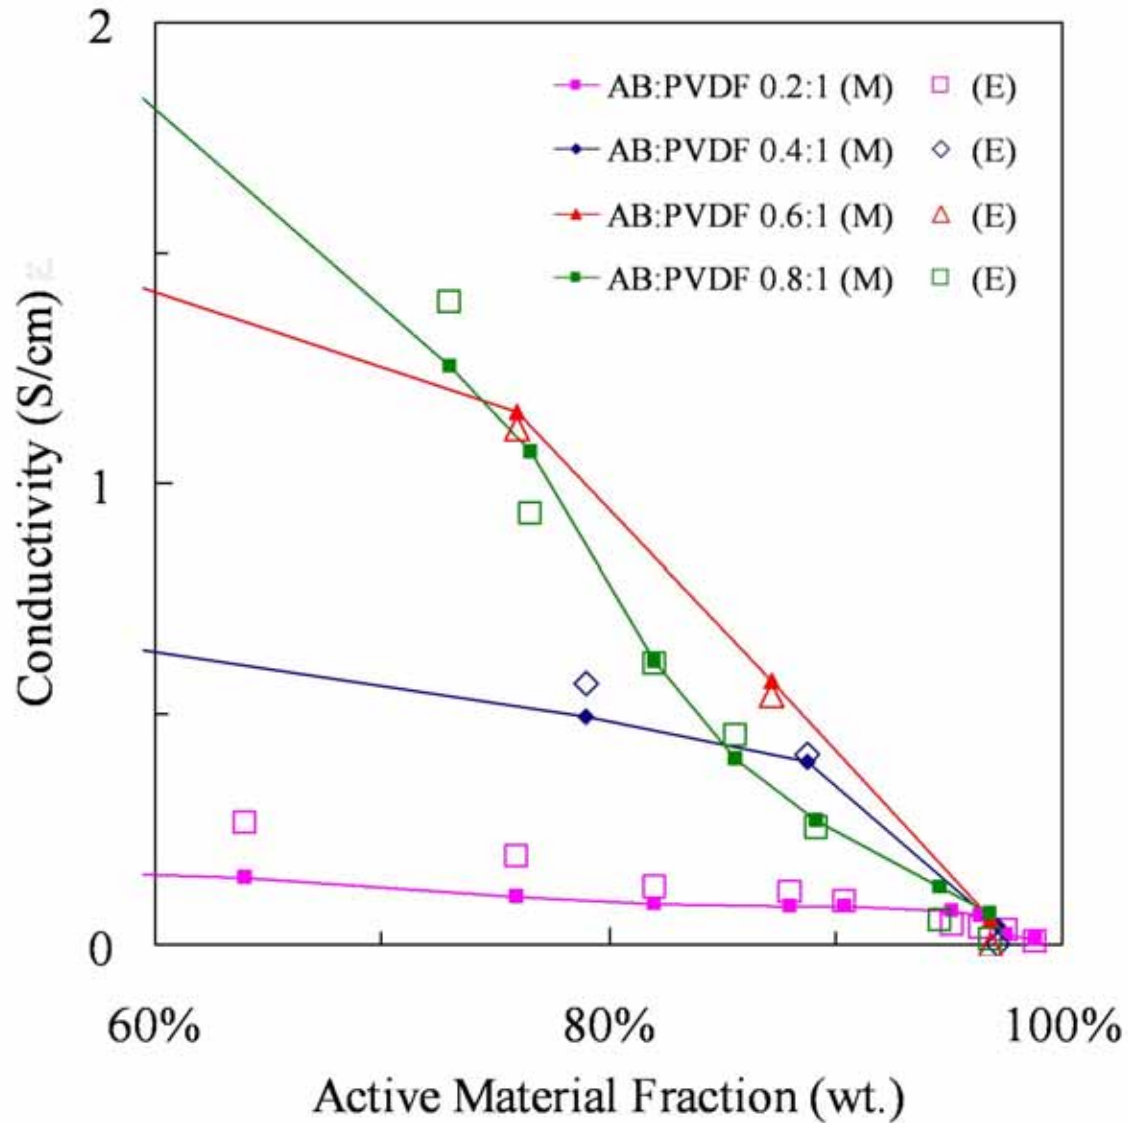 2
AB:PVDF 0.2:1 (M) (E)
AB:PVDF 0.4:1 (M) (E)
AB:PVDF 0.6:1 (M) (E)
AB:PVDF 0.8:1 (M) (E)
Conductivity (S/cm)
1
0
60% 80% 100%
Active Material Fraction (wt.)